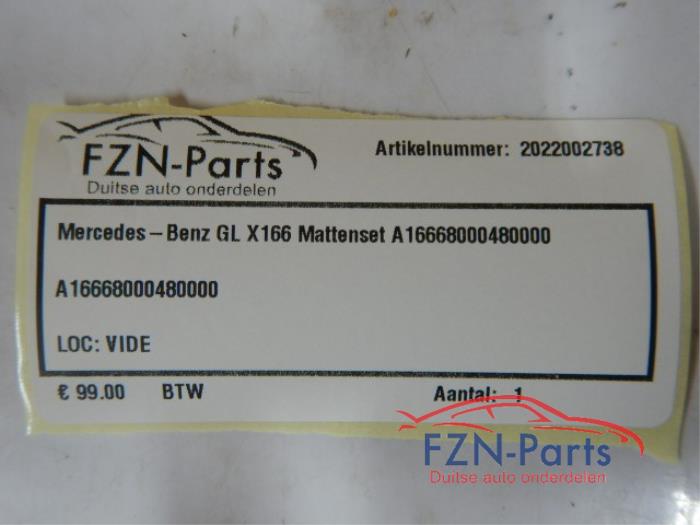 FZN-Parts
Duitse auto onderdelen
Artikelnummer: 2022002738
Mercedes – Benz GL X166 Mattenset A16668000480000
A16668000480000
LOC: VIDE
€ 99.00 BTW Aantal: 1
FZN-Parts
Duitse auto onderdelen